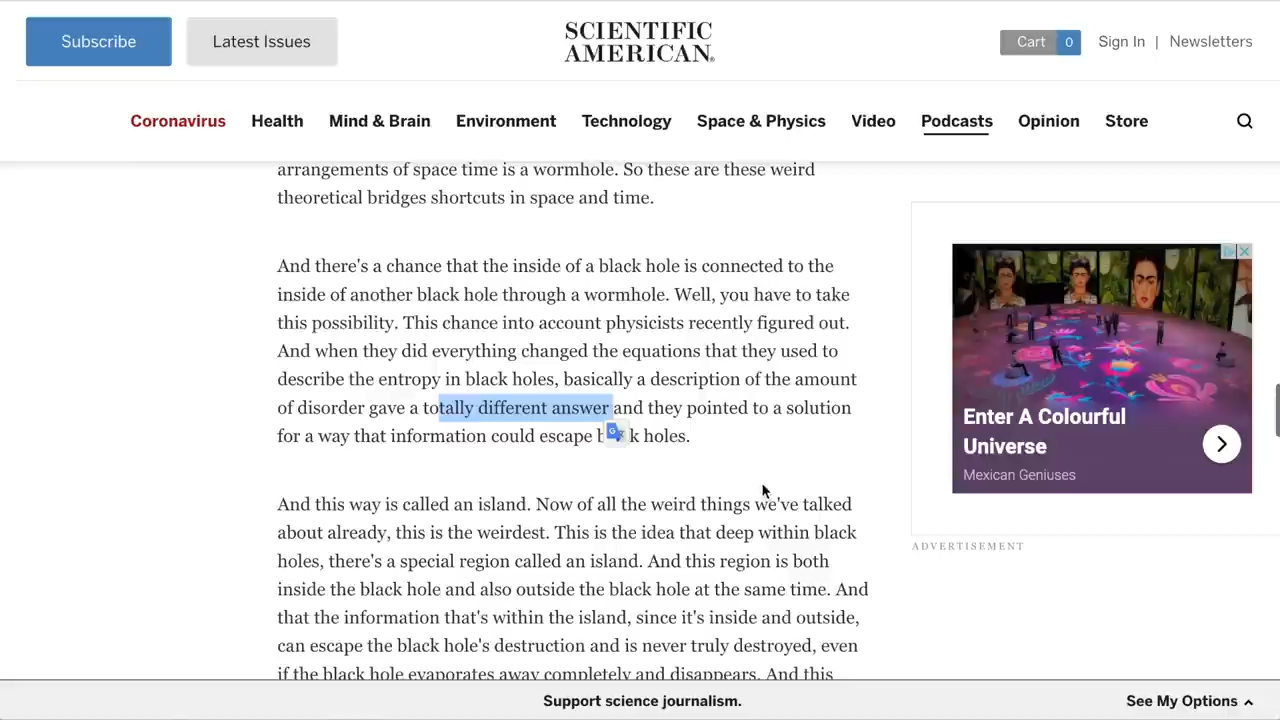 Subscribe
Latest Issues
SCIENTIFIC
AMERICAN®
Cart 0
Sign In | Newsletters
Coronavirus Health Mind & Brain Environment Technology Space & Physics Video Podcasts Opinion Store
arrangements of space time is a wormhole. So these are these weird
theoretical bridges shortcuts in space and time.
And there's a chance that the inside of a black hole is connected to the
inside of another black hole through a wormhole. Well, you have to take
this possibility. This chance into account physicists recently figured out.
And when they did everything changed the equations that they used to
describe the entropy in black holes, basically a description of the amount
of disorder gave a totally different answer and they pointed to a solution
for a way that information could escape b k holes.
And this way is called an island. Now of all the weird things we've talked
about already, this is the weirdest. This is the idea that deep within black
holes, there's a special region called an island. And this region is both
inside the black hole and also outside the black hole at the same time. And
that the information that's within the island, since it's inside and outside,
can escape the black hole's destruction and is never truly destroyed, even
if the black hole evaporates away completely and disappears. And this
Enter A Colourful
Universe
Mexican Geniuses
ADVERTISEMENT
Support science journalism.
See My Options